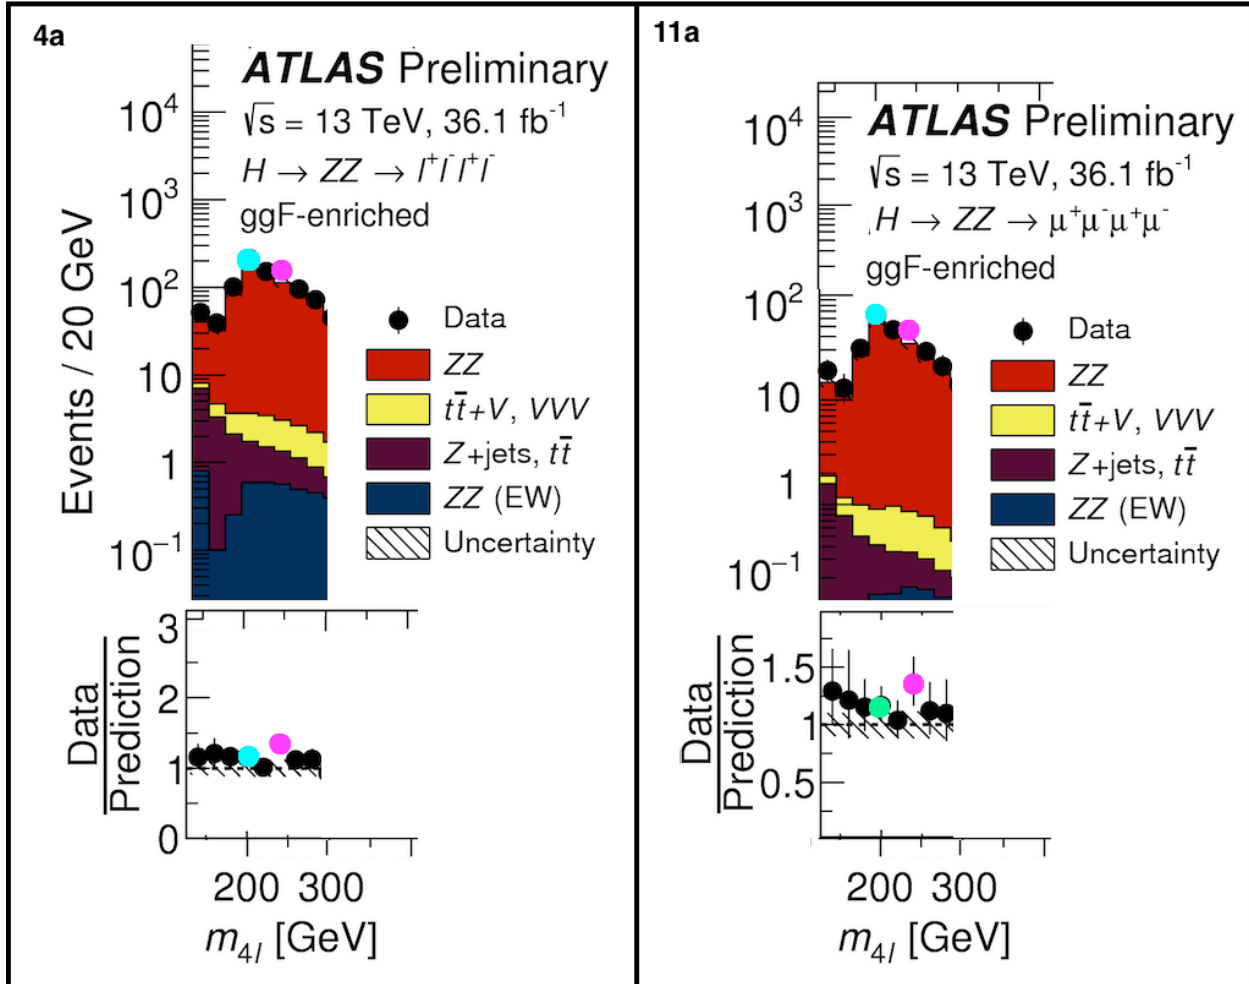 4a
ATLAS Preliminary
√s = 13 TeV, 36.1 fb⁻¹
H → ZZ → l⁺l⁻l⁺l⁻
ggF-enriched
Events / 20 GeV
10⁴
10³
10²
10
1
10⁻¹
Data
ZZ
tt̄+V, VVV
Z+jets, tt̄
ZZ (EW)
Uncertainty
Data
Prediction
3
2
1
0
200 300
m₄ₗ [GeV]
11a
ATLAS Preliminary
√s = 13 TeV, 36.1 fb⁻¹
H → ZZ → μ⁺μ⁻μ⁺μ⁻
ggF-enriched
10⁴
10³
10²
10
1
10⁻¹
Data
ZZ
tt̄+V, VVV
Z+jets, tt̄
ZZ (EW)
Uncertainty
Data
Prediction
1.5
1
0.5
200 300
m₄ₗ [GeV]